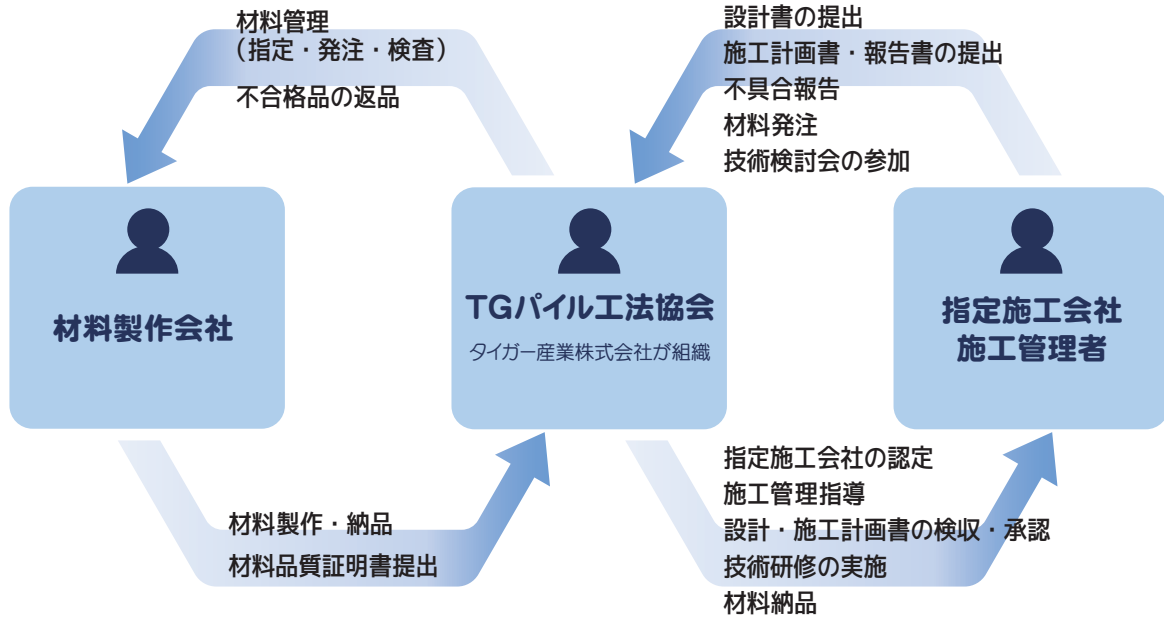 材料管理
（指定・発注・検査）
不合格品の返品
設計書の提出
施工計画書・報告書の提出
不具合報告
材料発注
技術検討会の参加
材料製作会社
TGパイル工法協会
タイガー産業株式会社が組織
指定施工会社
施工管理者
材料製作・納品
材料品質証明書提出
指定施工会社の認定
施工管理指導
設計・施工計画書の検収・承認
技術研修の実施
材料納品